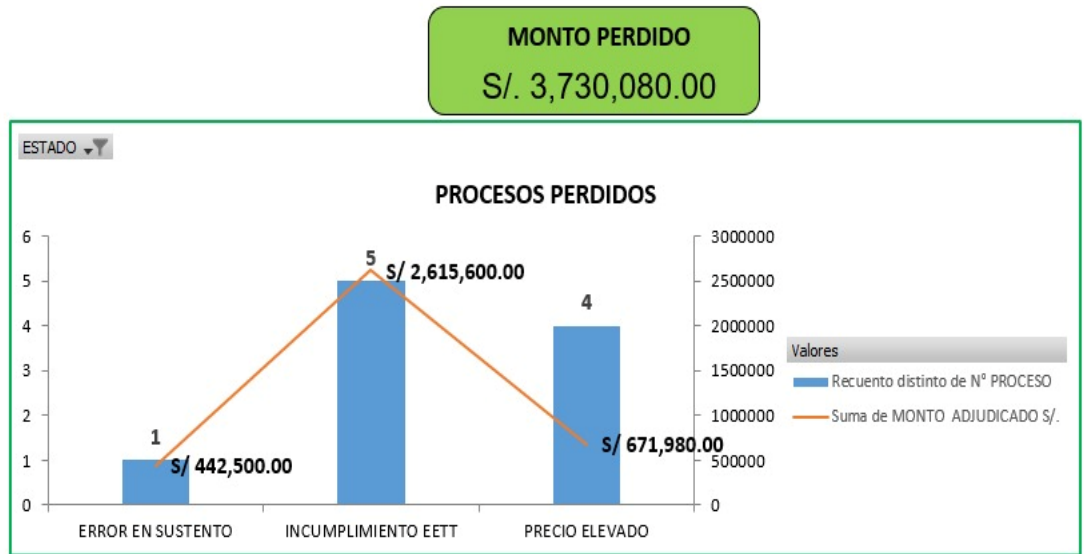 MONTO PERDIDO
S/. 3,730,080.00
ESTADO
PROCESOS PERDIDOS
6
5
4
3
2
1
0
3000000
2500000
2000000
1500000
1000000
500000
0
1
S/ 442,500.00
5
S/ 2,615,600.00
4
S/ 671,980.00
ERROR EN SUSTENTO
INCUMPLIMIENTO EETT
PRECIO ELEVADO
Valores
Recuento distinto de Nº PROCESO
Suma de MONTO ADJUDICADO S/.